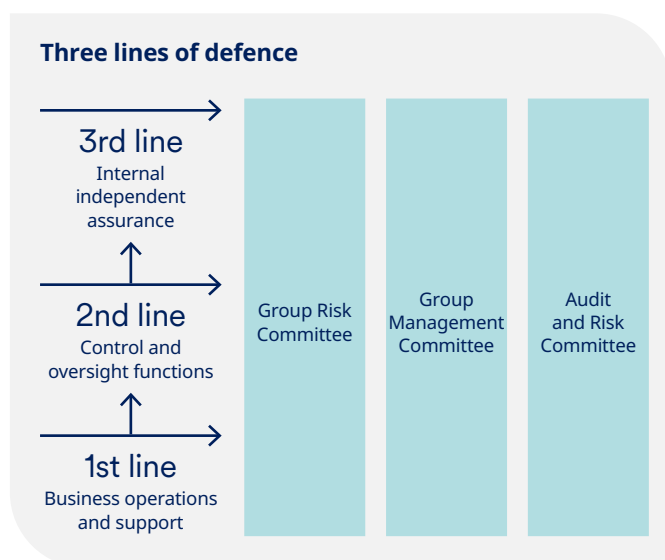 Three lines of defence
3rd line
Internal
independent
assurance
2nd line
Control and
oversight functions
1st line
Business operations
and support
Group Risk
Committee
Group
Management
Committee
Audit
and Risk
Committee